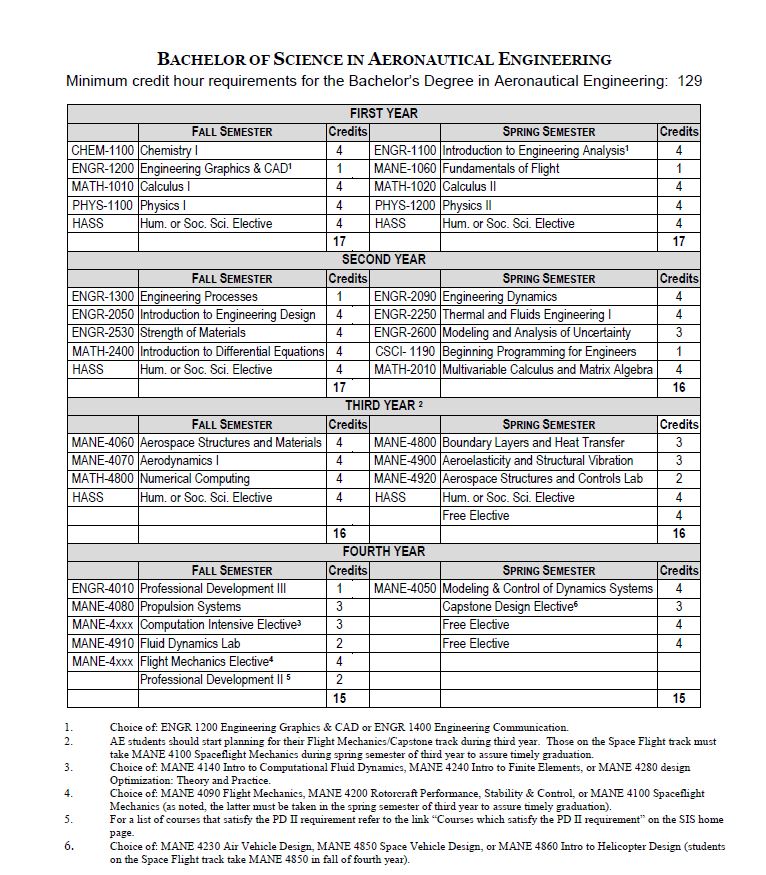 BACHELOR OF SCIENCE IN AERONAUTICAL ENGINEERING
Minimum credit hour requirements for the Bachelor's Degree in Aeronautical Engineering: 129
FIRST YEAR
FALL SEMESTER Credits SPRING SEMESTER Credits
CHEM-1100 Chemistry I 4 ENGR-1100 Introduction to Engineering Analysis¹ 4
ENGR-1200 Engineering Graphics & CAD¹ 1 MANE-1060 Fundamentals of Flight 1
MATH-1010 Calculus I 4 MATH-1020 Calculus II 4
PHYS-1100 Physics I 4 PHYS-1200 Physics II 4
HASS Hum. or Soc. Sci. Elective 4 HASS Hum. or Soc. Sci. Elective 4
17 17
SECOND YEAR
FALL SEMESTER Credits SPRING SEMESTER Credits
ENGR-1300 Engineering Processes 1 ENGR-2090 Engineering Dynamics 4
ENGR-2050 Introduction to Engineering Design 4 ENGR-2250 Thermal and Fluids Engineering I 4
ENGR-2530 Strength of Materials 4 ENGR-2600 Modeling and Analysis of Uncertainty 3
MATH-2400 Introduction to Differential Equations 4 CSCI- 1190 Beginning Programming for Engineers 1
HASS Hum. or Soc. Sci. Elective 4 MATH-2010 Multivariable Calculus and Matrix Algebra 4
17 16
THIRD YEAR ²
FALL SEMESTER Credits SPRING SEMESTER Credits
MANE-4060 Aerospace Structures and Materials 4 MANE-4800 Boundary Layers and Heat Transfer 3
MANE-4070 Aerodynamics I 4 MANE-4900 Aeroelasticity and Structural Vibration 3
MATH-4800 Numerical Computing 4 MANE-4920 Aerospace Structures and Controls Lab 2
HASS Hum. or Soc. Sci. Elective 4 HASS Hum. or Soc. Sci. Elective 4
Free Elective 4
16 16
FOURTH YEAR
FALL SEMESTER Credits SPRING SEMESTER Credits
ENGR-4010 Professional Development III 1 MANE-4050 Modeling & Control of Dynamics Systems 4
MANE-4080 Propulsion Systems 3 Capstone Design Elective⁶ 3
MANE-4xxx Computation Intensive Elective³ 3 Free Elective 4
MANE-4910 Fluid Dynamics Lab 2 Free Elective 4
MANE-4xxx Flight Mechanics Elective⁴ 4
Professional Development II ⁵ 2
15 15
1. Choice of: ENGR 1200 Engineering Graphics & CAD or ENGR 1400 Engineering Communication.
2. AE students should start planning for their Flight Mechanics/Capstone track during third year. Those on the Space Flight track must
take MANE 4100 Spaceflight Mechanics during spring semester of third year to assure timely graduation.
3. Choice of: MANE 4140 Intro to Computational Fluid Dynamics, MANE 4240 Intro to Finite Elements, or MANE 4280 design
Optimization: Theory and Practice.
4. Choice of: MANE 4090 Flight Mechanics, MANE 4200 Rotorcraft Performance, Stability & Control, or MANE 4100 Spaceflight
Mechanics (as noted, the latter must be taken in the spring semester of third year to assure timely graduation).
5. For a list of courses that satisfy the PD II requirement refer to the link "Courses which satisfy the PD II requirement" on the SIS home
page.
6. Choice of: MANE 4230 Air Vehicle Design, MANE 4850 Space Vehicle Design, or MANE 4860 Intro to Helicopter Design (students
on the Space Flight track take MANE 4850 in fall of fourth year).